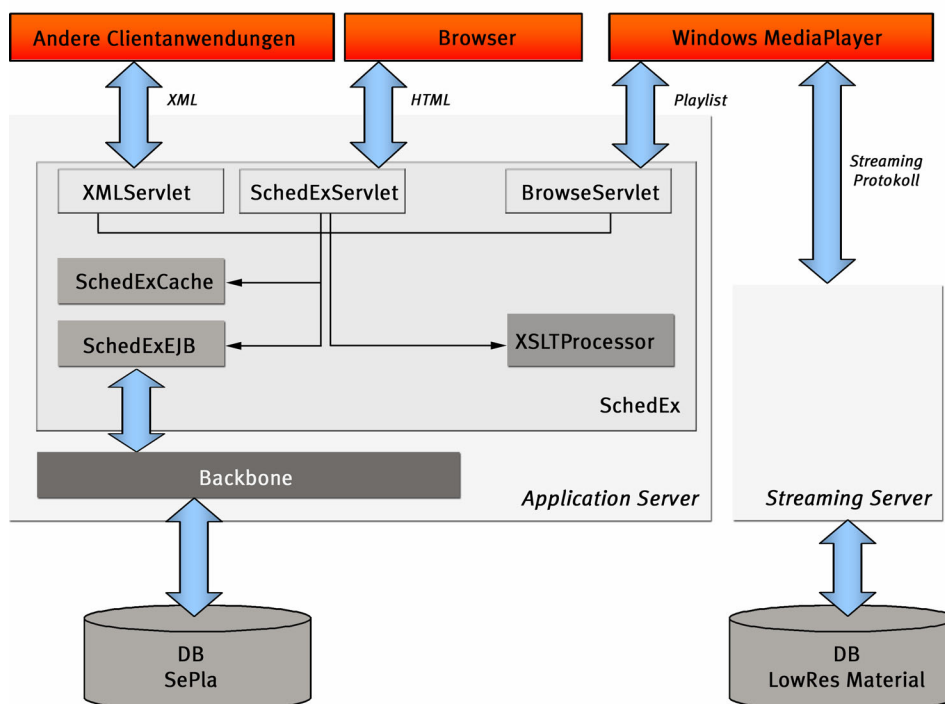 Andere Clientanwendungen
Browser
Windows MediaPlayer
XML
HTML
Playlist
Streaming
Protokoll
XMLServlet
SchedExServlet
BrowseServlet
SchedExCache
SchedExEJB
XSLTProcessor
SchedEx
Backbone
Application Server
Streaming Server
DB
SePla
DB
LowRes Material